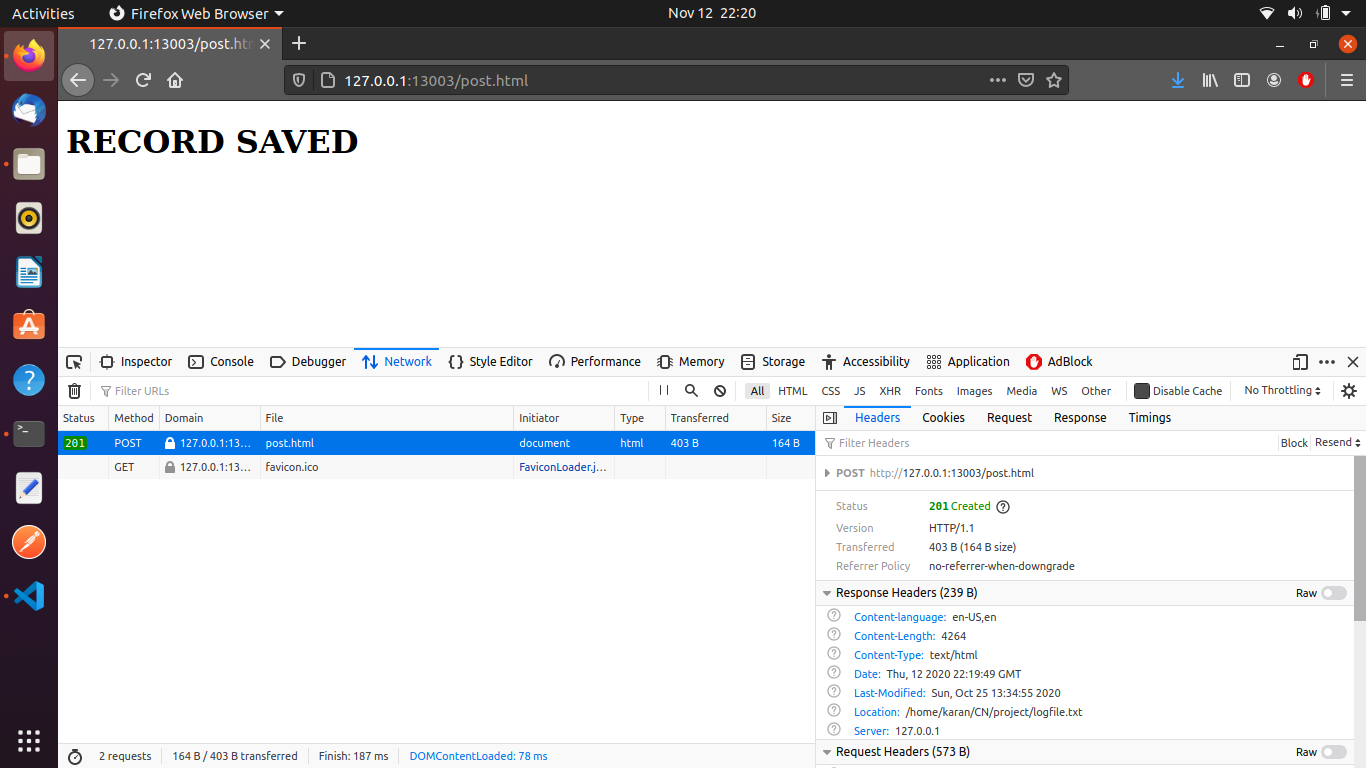 Activities Firefox Web Browser Nov 12 22:20
127.0.0.1:13003/post.htm
127.0.0.1:13003/post.html
RECORD SAVED
Inspector Console Debugger Network Style Editor Performance Memory Storage Accessibility Application AdBlock
Filter URLs All HTML CSS JS XHR Fonts Images Media WS Other Disable Cache No Throttling
Status Method Domain File Initiator Type Transferred Size
201 POST 127.0.0.1:13… post.html document html 403 B 164 B
GET 127.0.0.1:13… favicon.ico FaviconLoader.j…
Headers Cookies Request Response Timings
Filter Headers Block Resend
POST http://127.0.0.1:13003/post.html
Status 201 Created
Version HTTP/1.1
Transferred 403 B (164 B size)
Referrer Policy no-referrer-when-downgrade
Response Headers (239 B) Raw
Content-language: en-US,en
Content-Length: 4264
Content-Type: text/html
Date: Thu, 12 2020 22:19:49 GMT
Last-Modified: Sun, Oct 25 13:34:55 2020
Location: /home/karan/CN/project/logfile.txt
Server: 127.0.0.1
Request Headers (573 B) Raw
2 requests 164 B / 403 B transferred Finish: 187 ms DOMContentLoaded: 78 ms